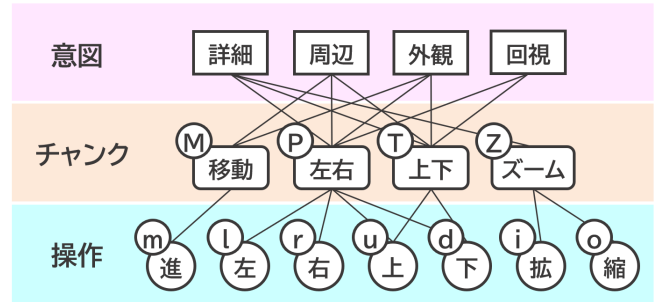 意図
詳細 周辺 外観 回視
チャンク
M P T Z
移動 左右 上下 ズーム
操作
m l r u d i o
進 左 右 上 下 拡 縮